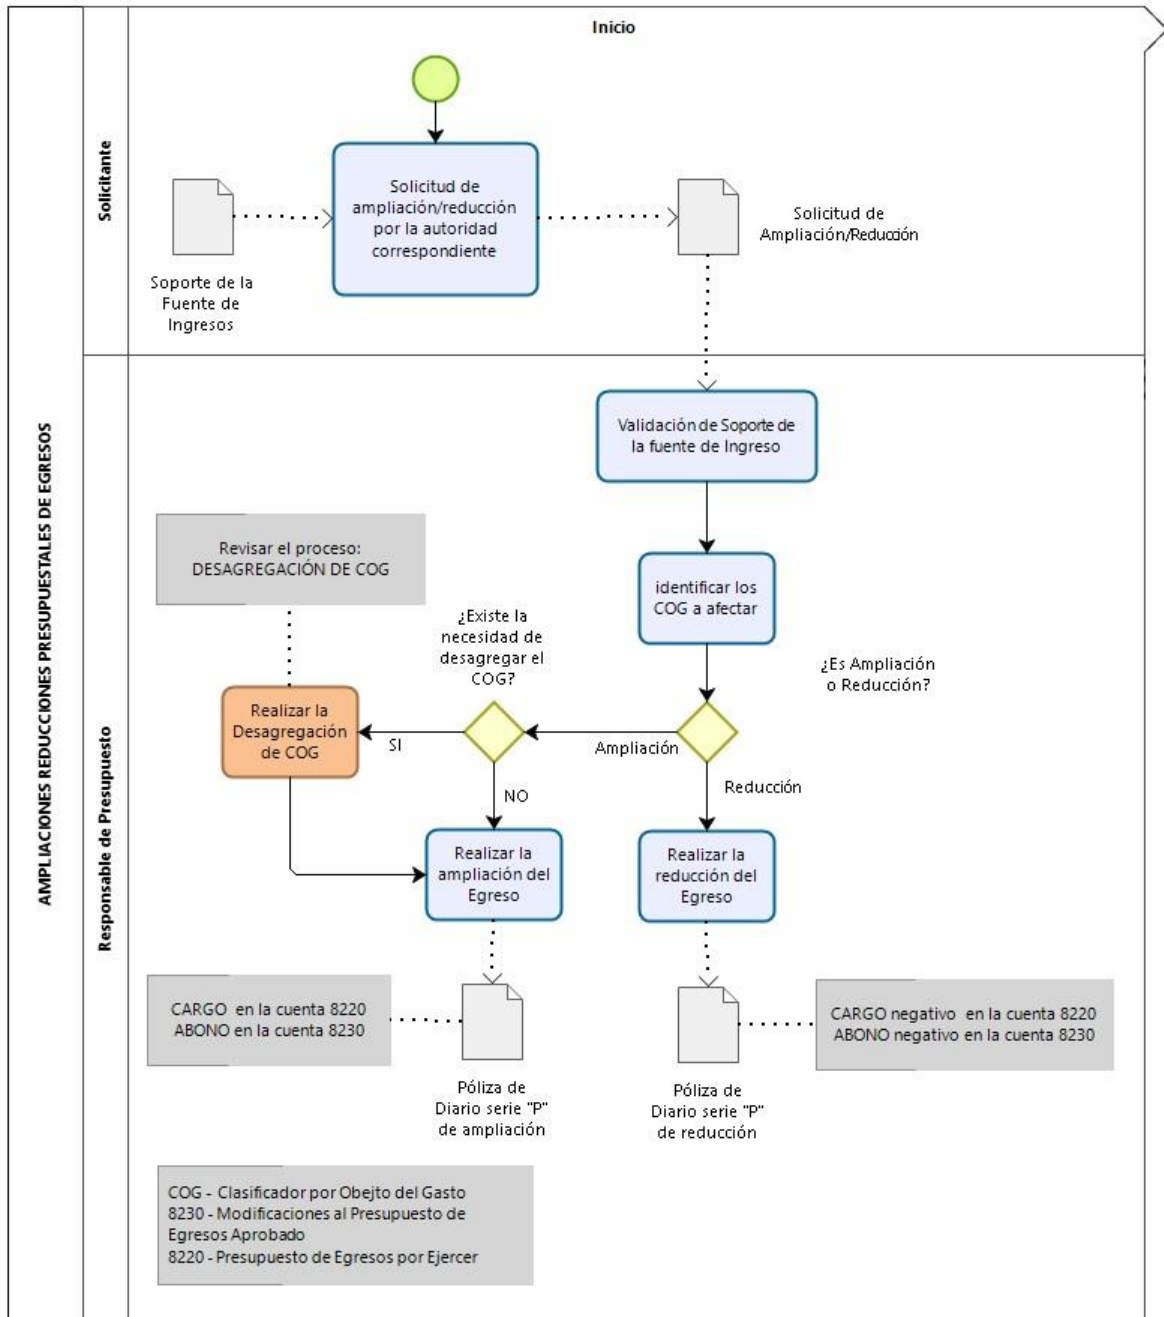 Inicio
AMPLIACIONES REDUCCIONES PRESUPUESTALES DE EGRESOS
Solicitante
Solicitud de
ampliación/reducción
por la autoridad
correspondiente
Soporte de la
Fuente de
Ingresos
Solicitud de
Ampliación/Reducción
Responsable de Presupuesto
Validación de Soporte de
la fuente de Ingreso
identificar los
COG a afectar
¿Es Ampliación
o Reducción?
Ampliación
Reducción
¿Existe la
necesidad de
desagregar el
COG?
SI
NO
Revisar el proceso:
DESAGREGACIÓN DE COG
Realizar la
Desagregación
de COG
Realizar la
ampliación del
Egreso
Realizar la
reducción del
Egreso
CARGO en la cuenta 8220
ABONO en la cuenta 8230
Póliza de
Diario serie "P"
de ampliación
Póliza de
Diario serie "P"
de reducción
CARGO negativo en la cuenta 8220
ABONO negativo en la cuenta 8230
COG - Clasificador por Obejto del Gasto
8230 - Modificaciones al Presupuesto de
Egresos Aprobado
8220 - Presupuesto de Egresos por Ejercer